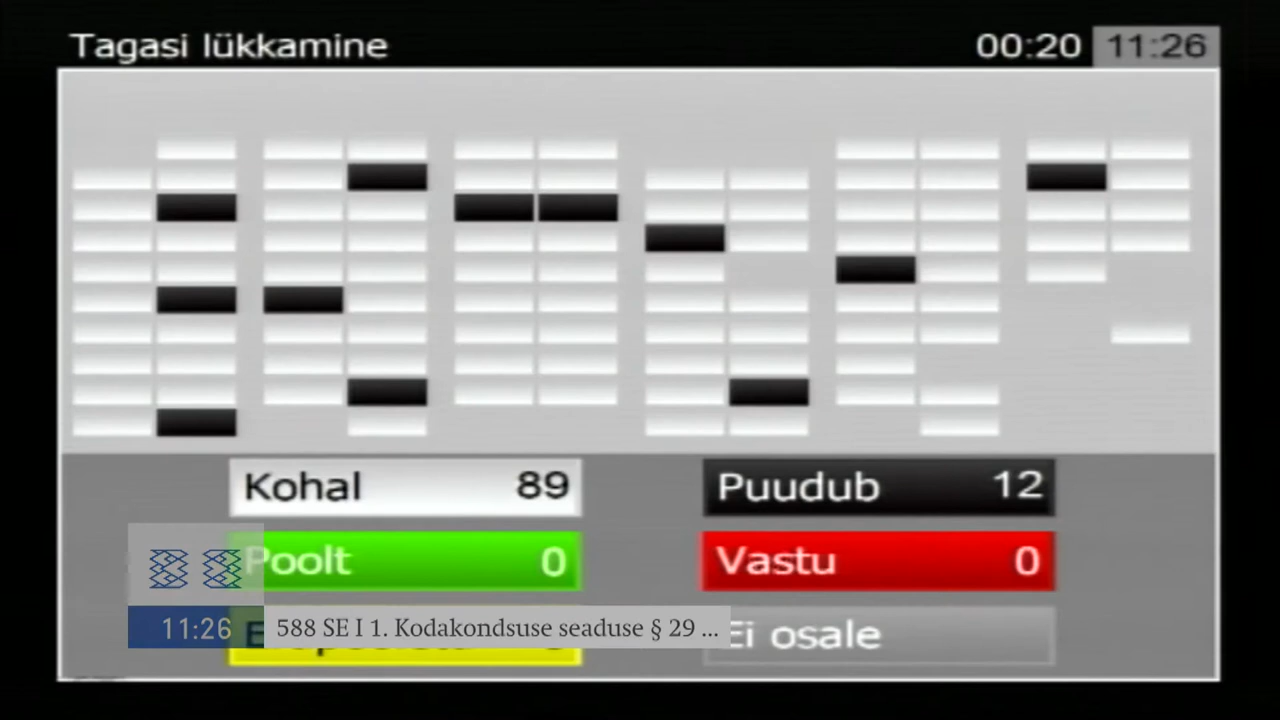 Tagasi lükkamine 00:20 11:26
Kohal 89 Puudub 12
Poolt 0 Vastu 0
11:26 588 SE I 1. Kodakondsuse seaduse § 29 ...
Ei osale